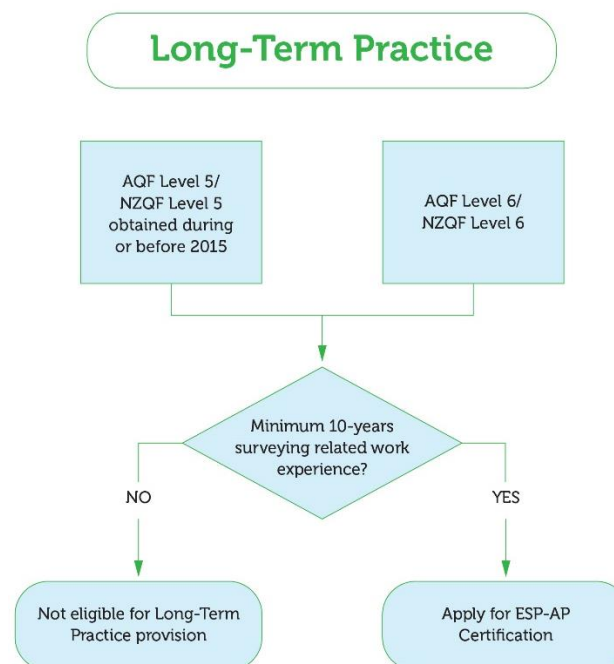 Long-Term Practice
AQF Level 5/
NZQF Level 5
obtained during
or before 2015
AQF Level 6/
NZQF Level 6
Minimum 10-years
surveying related work
experience?
NO
YES
Not eligible for Long-Term
Practice provision
Apply for ESP-AP
Certification